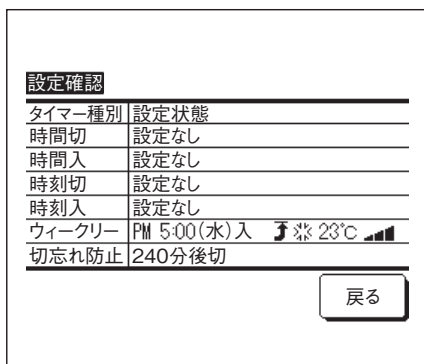 設定確認
タイマー種別 設定状態
時間切 設定なし
時間入 設定なし
時刻切 設定なし
時刻入 設定なし
ウィークリー PM 5:00(水)入 23℃
切忘れ防止 240分後切
戻る